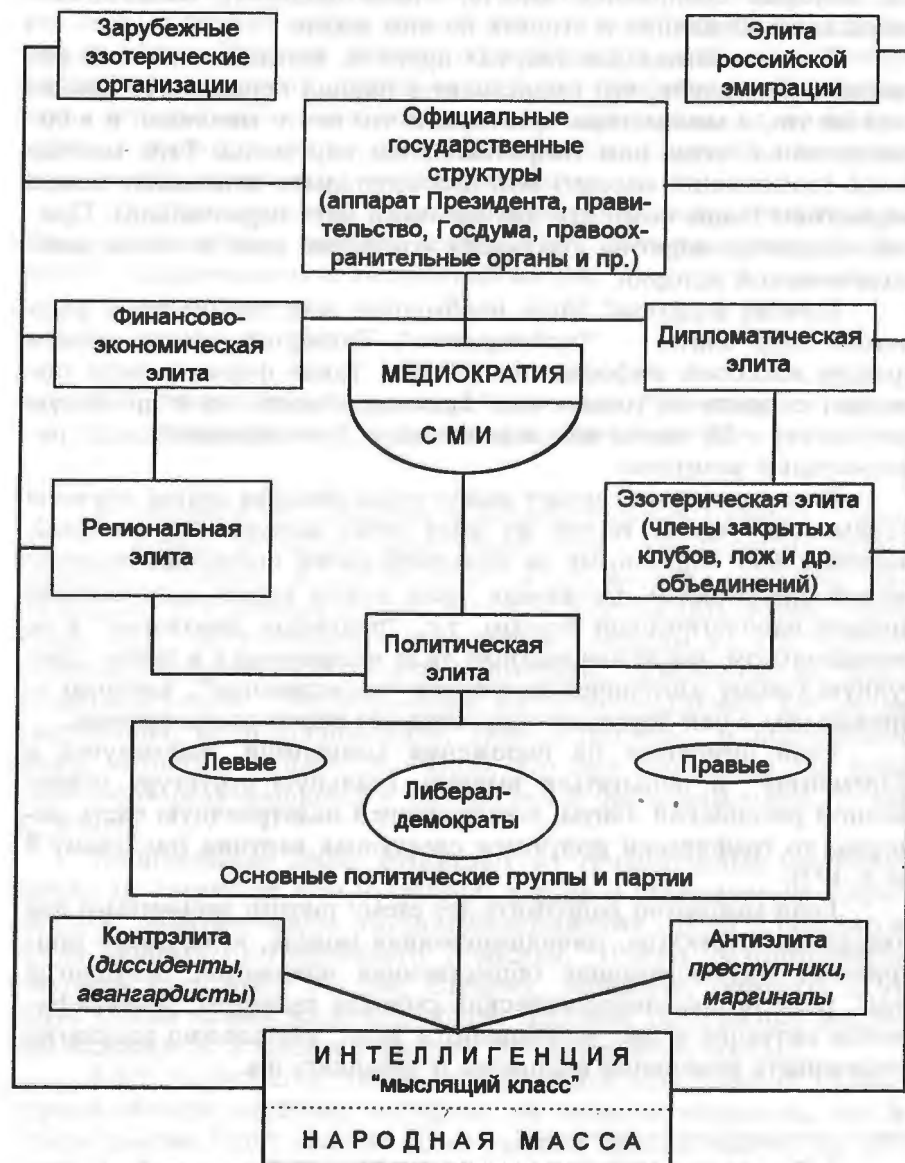 Зарубежные
эзотерические
организации
Элита
российской
эмиграции
Официальные
государственные
структуры
(аппарат Президента, прави-
тельство, Госдума, правоох-
ранительные органы и пр.)
Финансово-
экономическая
элита
Дипломатическая
элита
МЕДИОКРАТИЯ
СМИ
Региональная
элита
Эзотерическая элита
(члены закрытых
клубов, лож и др.
объединений)
Политическая
элита
Левые
Правые
Либерал-
демократы
Основные политические группы и партии
Контрэлита
(диссиденты,
авангардисты)
Антиэлита
преступники,
маргиналы
ИНТЕЛЛИГЕНЦИЯ
"мыслящий класс"
НАРОДНАЯ МАССА